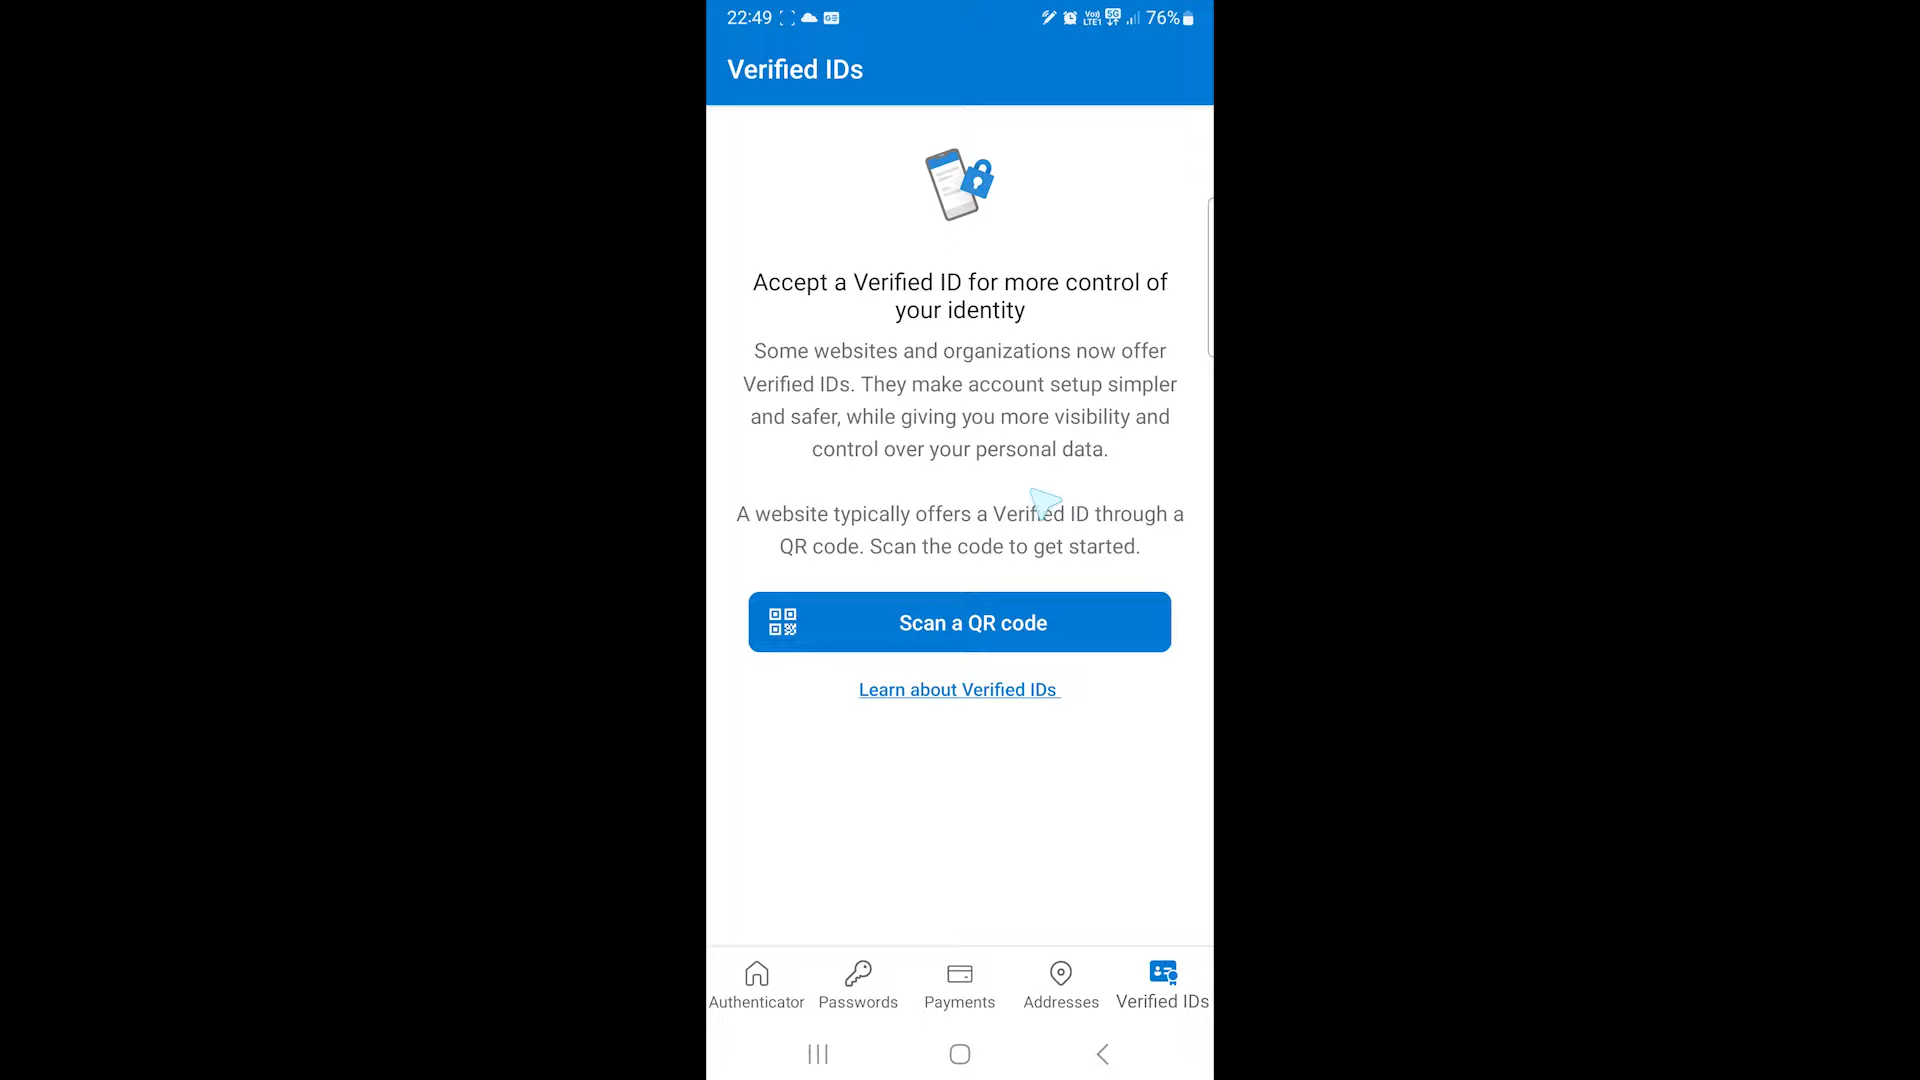 22:49
76%
Verified IDs
Accept a Verified ID for more control of
your identity
Some websites and organizations now offer
Verified IDs. They make account setup simpler
and safer, while giving you more visibility and
control over your personal data.
A website typically offers a Verified ID through a
QR code. Scan the code to get started.
Scan a QR code
Learn about Verified IDs
Authenticator Passwords Payments Addresses Verified IDs